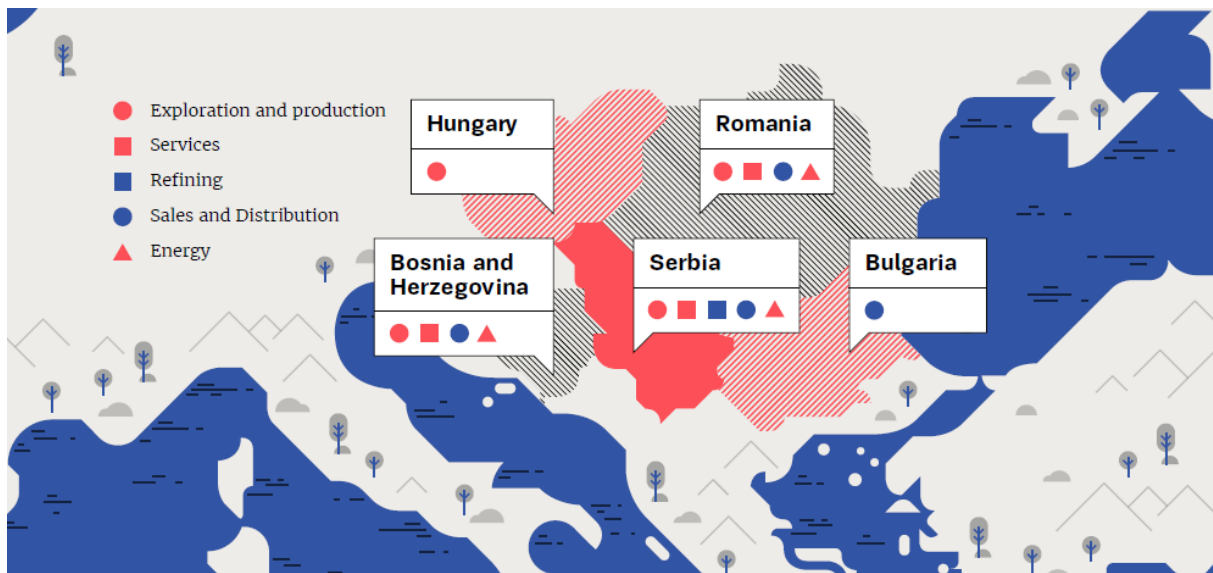 Exploration and production
Services
Refining
Sales and Distribution
Energy
Hungary
Romania
Bosnia and
Herzegovina
Serbia
Bulgaria